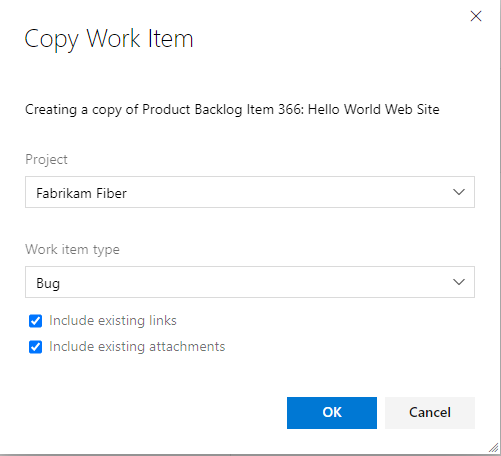 Copy Work Item
Creating a copy of Product Backlog Item 366: Hello World Web Site
Project
Fabrikam Fiber
Work item type
Bug
Include existing links
Include existing attachments
OK Cancel